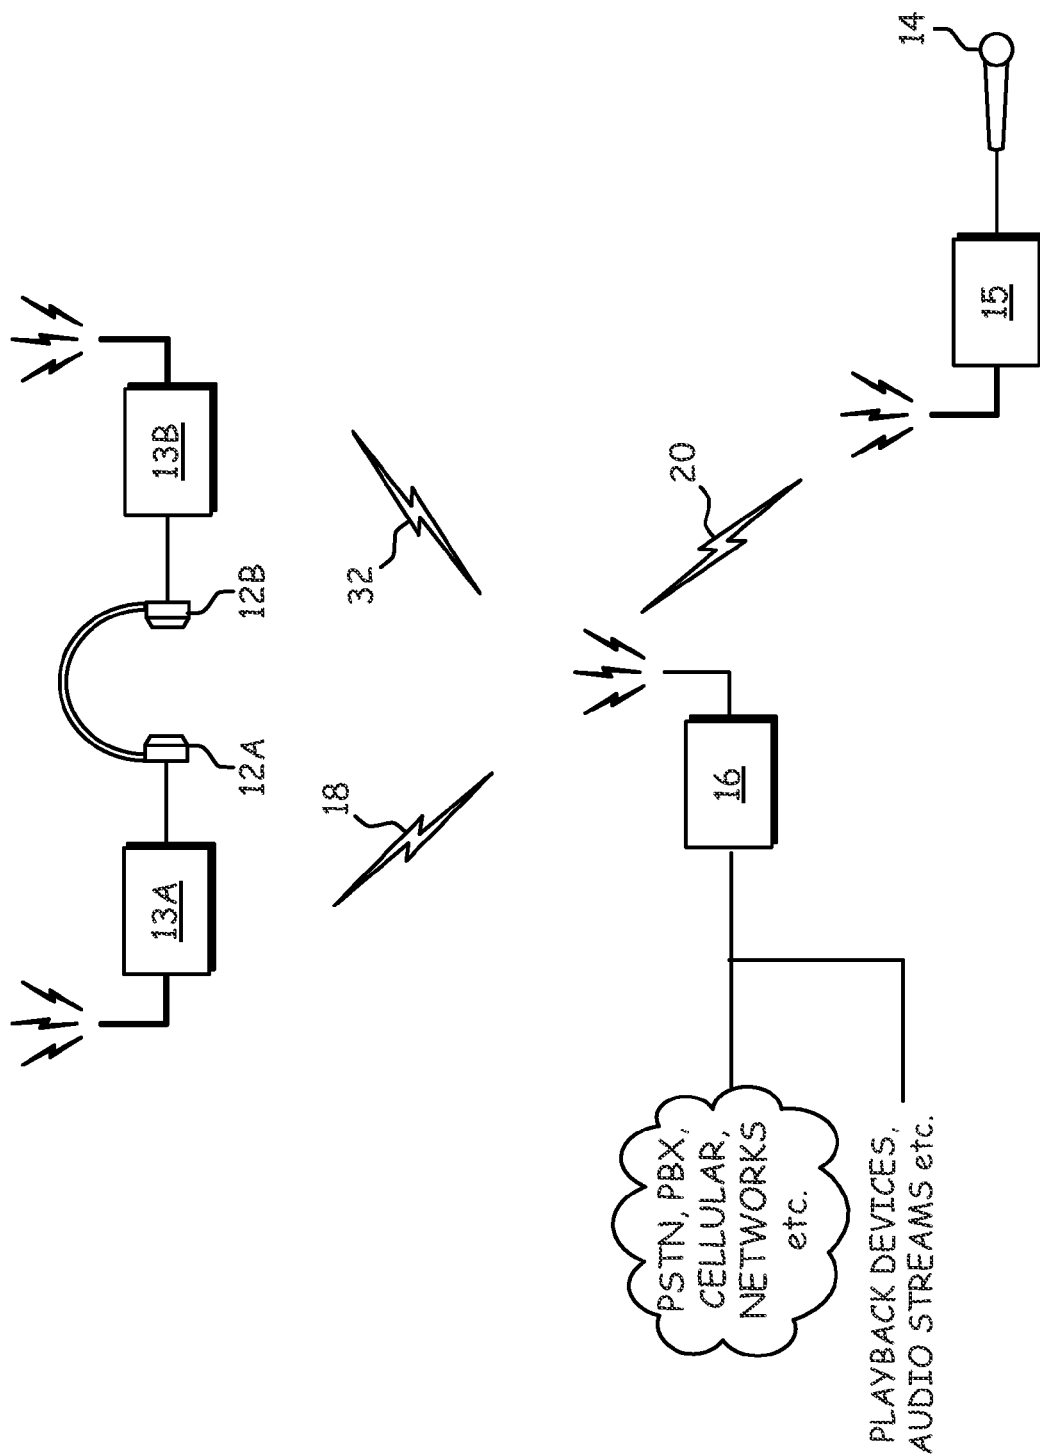 13A
12A
12B
13B
18
32
20
16
14
15
PSTN, PBX,
CELLULAR,
NETWORKS
etc.
PLAYBACK DEVICES,
AUDIO STREAMS etc.